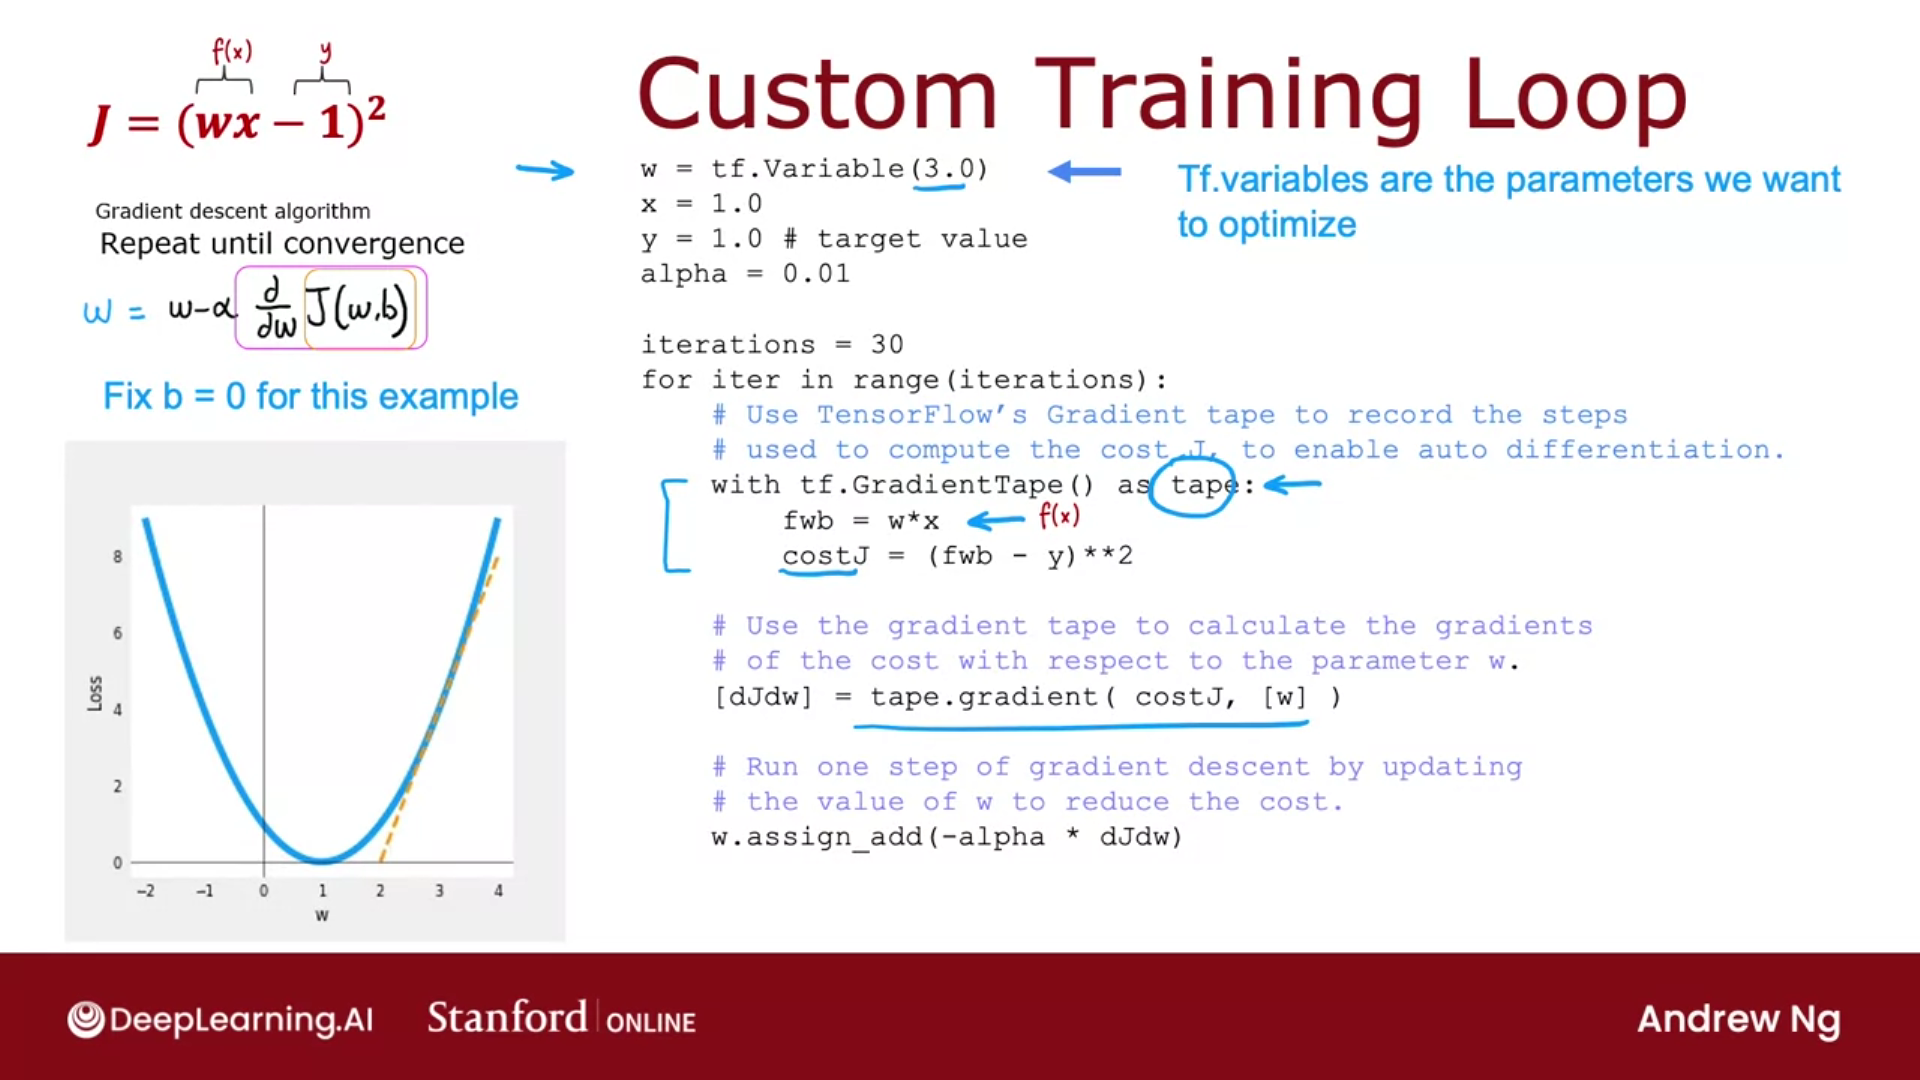 f(x) y
J = (wx − 1)²
Gradient descent algorithm
Repeat until convergence
w = w-α d/dw J(w,b)
Fix b = 0 for this example
Loss
8
6
4
2
0
−2 −1 0 1 2 3 4
w
Custom Training Loop
w = tf.Variable(3.0)
x = 1.0
y = 1.0 # target value
alpha = 0.01
Tf.variables are the parameters we want
to optimize
iterations = 30
for iter in range(iterations):
# Use TensorFlow’s Gradient tape to record the steps
# used to compute the cost J, to enable auto differentiation.
with tf.GradientTape() as tape:
fwb = w*x f(x)
costJ = (fwb - y)**2
# Use the gradient tape to calculate the gradients
# of the cost with respect to the parameter w.
[dJdw] = tape.gradient( costJ, [w] )
# Run one step of gradient descent by updating
# the value of w to reduce the cost.
w.assign_add(-alpha * dJdw)
DeepLearning.AI Stanford ONLINE Andrew Ng